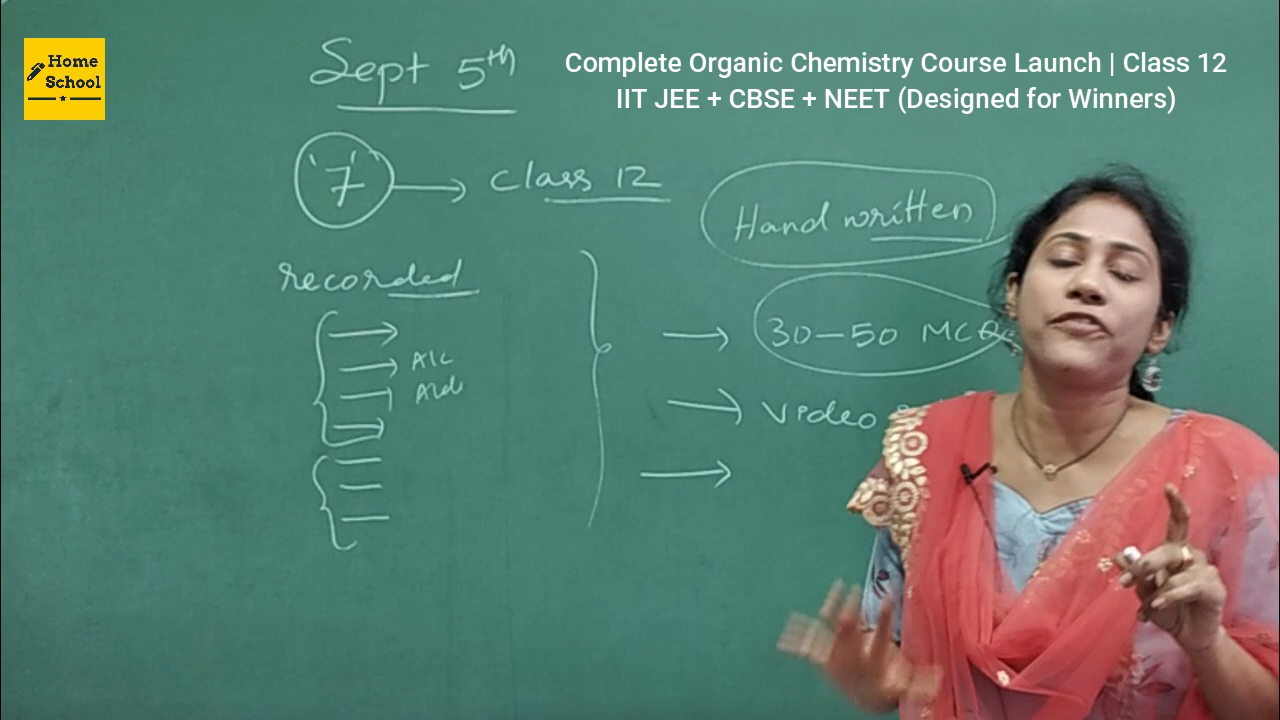 Home
School
Complete Organic Chemistry Course Launch | Class 12
IIT JEE + CBSE + NEET (Designed for Winners)
Sept 5th
7 → Class 12
Hand written
recorded
→ 30-50 MCQ
Alc
Ald
→ Video